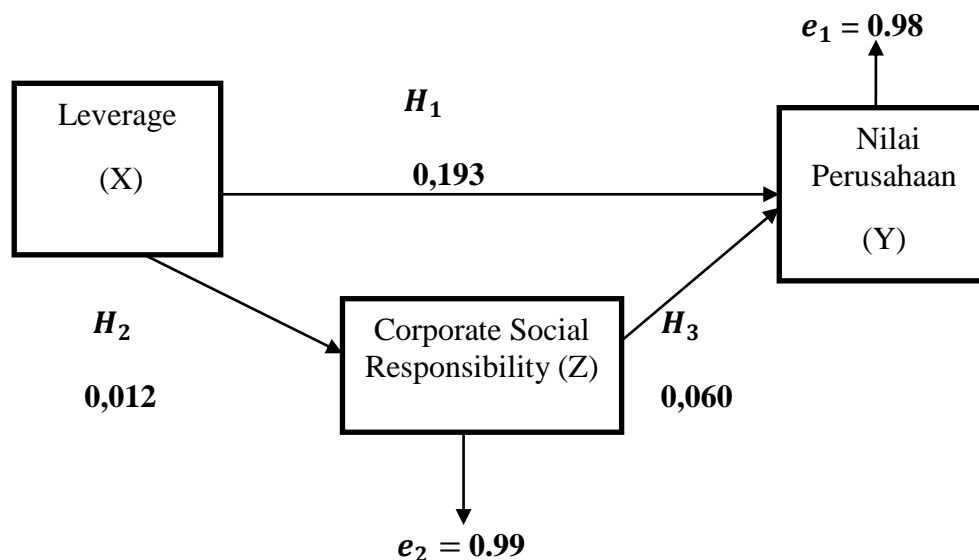 e₁ = 0.98
Leverage
(X)
H₁
0,193
Nilai
Perusahaan
(Y)
H₂
0,012
Corporate Social
Responsibility (Z)
H₃
0,060
e₂ = 0.99